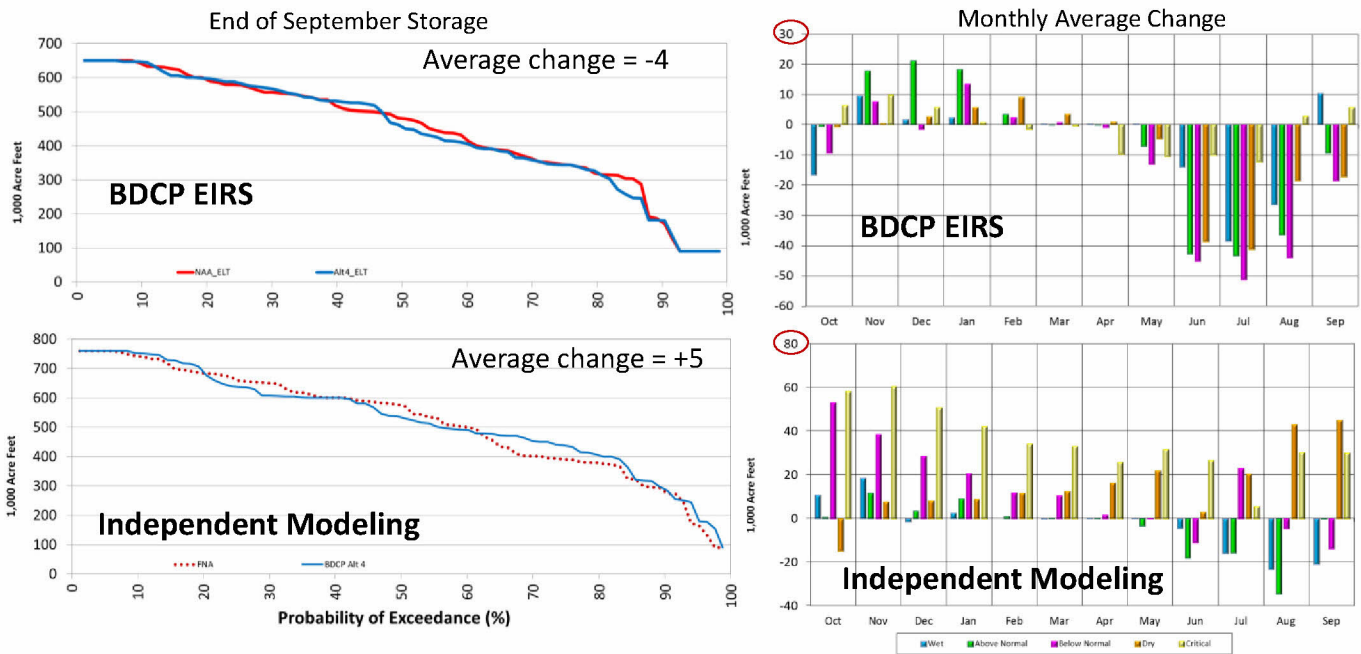 End of September Storage
Average change = -4
700
600
500
400
300
200
100
0
1,000 Acre Feet
BDCP EIRS
NAA_ELT
Alt4_ELT
0 10 20 30 40 50 60 70 80 90 100
Average change = +5
800
700
600
500
400
300
200
100
0
1,000 Acre Feet
Independent Modeling
FNA
BDCP Alt 4
0 10 20 30 40 50 60 70 80 90 100
Probability of Exceedance (%)
Monthly Average Change
30
20
10
0
-10
-20
-30
-40
-50
-60
1,000 Acre Feet
BDCP EIRS
Oct Nov Dec Jan Feb Mar Apr May Jun Jul Aug Sep
80
60
40
20
0
-20
-40
1,000 Acre Feet
Independent Modeling
Oct Nov Dec Jan Feb Mar Apr May Jun Jul Aug Sep
Wet Above Normal Below Normal Dry Critical